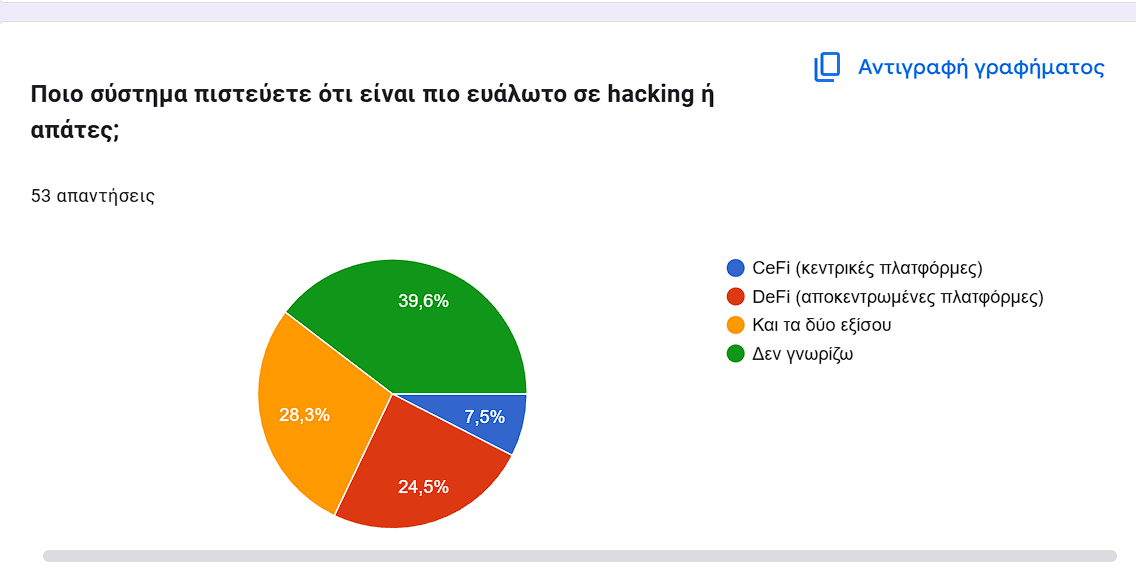 Αντιγραφή γραφήματος
Ποιο σύστημα πιστεύετε ότι είναι πιο ευάλωτο σε hacking ή
απάτες;
53 απαντήσεις
CeFi (κεντρικές πλατφόρμες)
DeFi (αποκεντρωμένες πλατφόρμες)
Και τα δύο εξίσου
Δεν γνωρίζω
39,6%
28,3%
7,5%
24,5%